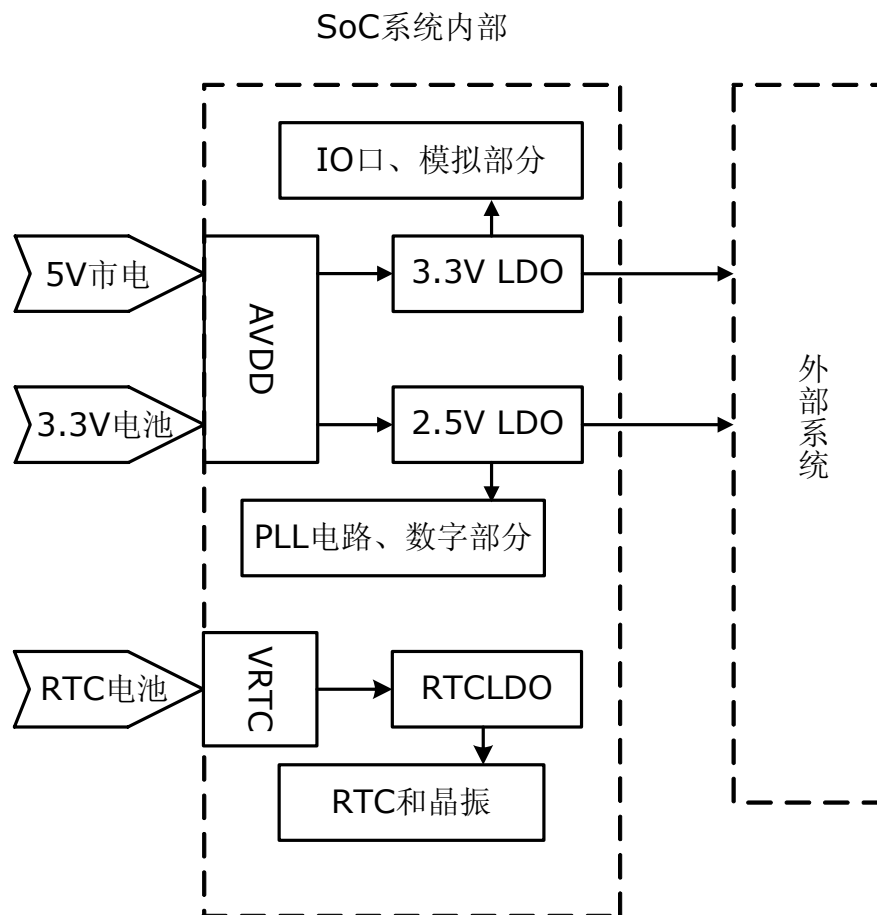 SoC系统内部
IO口、模拟部分
5V市电
AVDD
3.3V LDO
3.3V电池
2.5V LDO
外部系统
PLL电路、数字部分
RTC电池
VRTC
RTCLDO
RTC和晶振